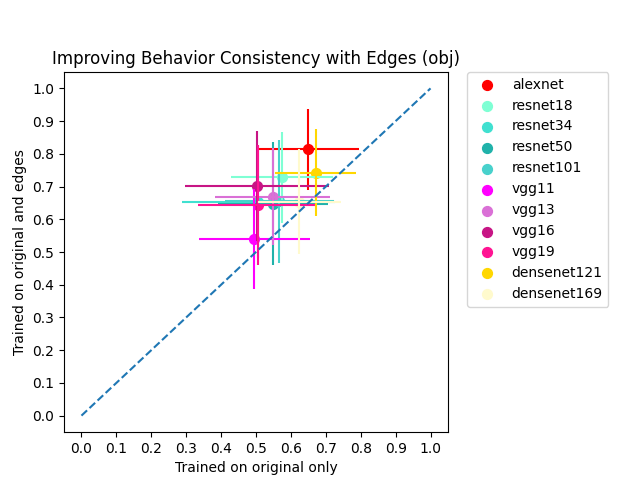 Improving Behavior Consistency with Edges (obj)
1.0
0.9
0.8
0.7
0.6
0.5
0.4
0.3
0.2
0.1
0.0
Trained on original and edges
0.0 0.1 0.2 0.3 0.4 0.5 0.6 0.7 0.8 0.9 1.0
Trained on original only
alexnet
resnet18
resnet34
resnet50
resnet101
vgg11
vgg13
vgg16
vgg19
densenet121
densenet169